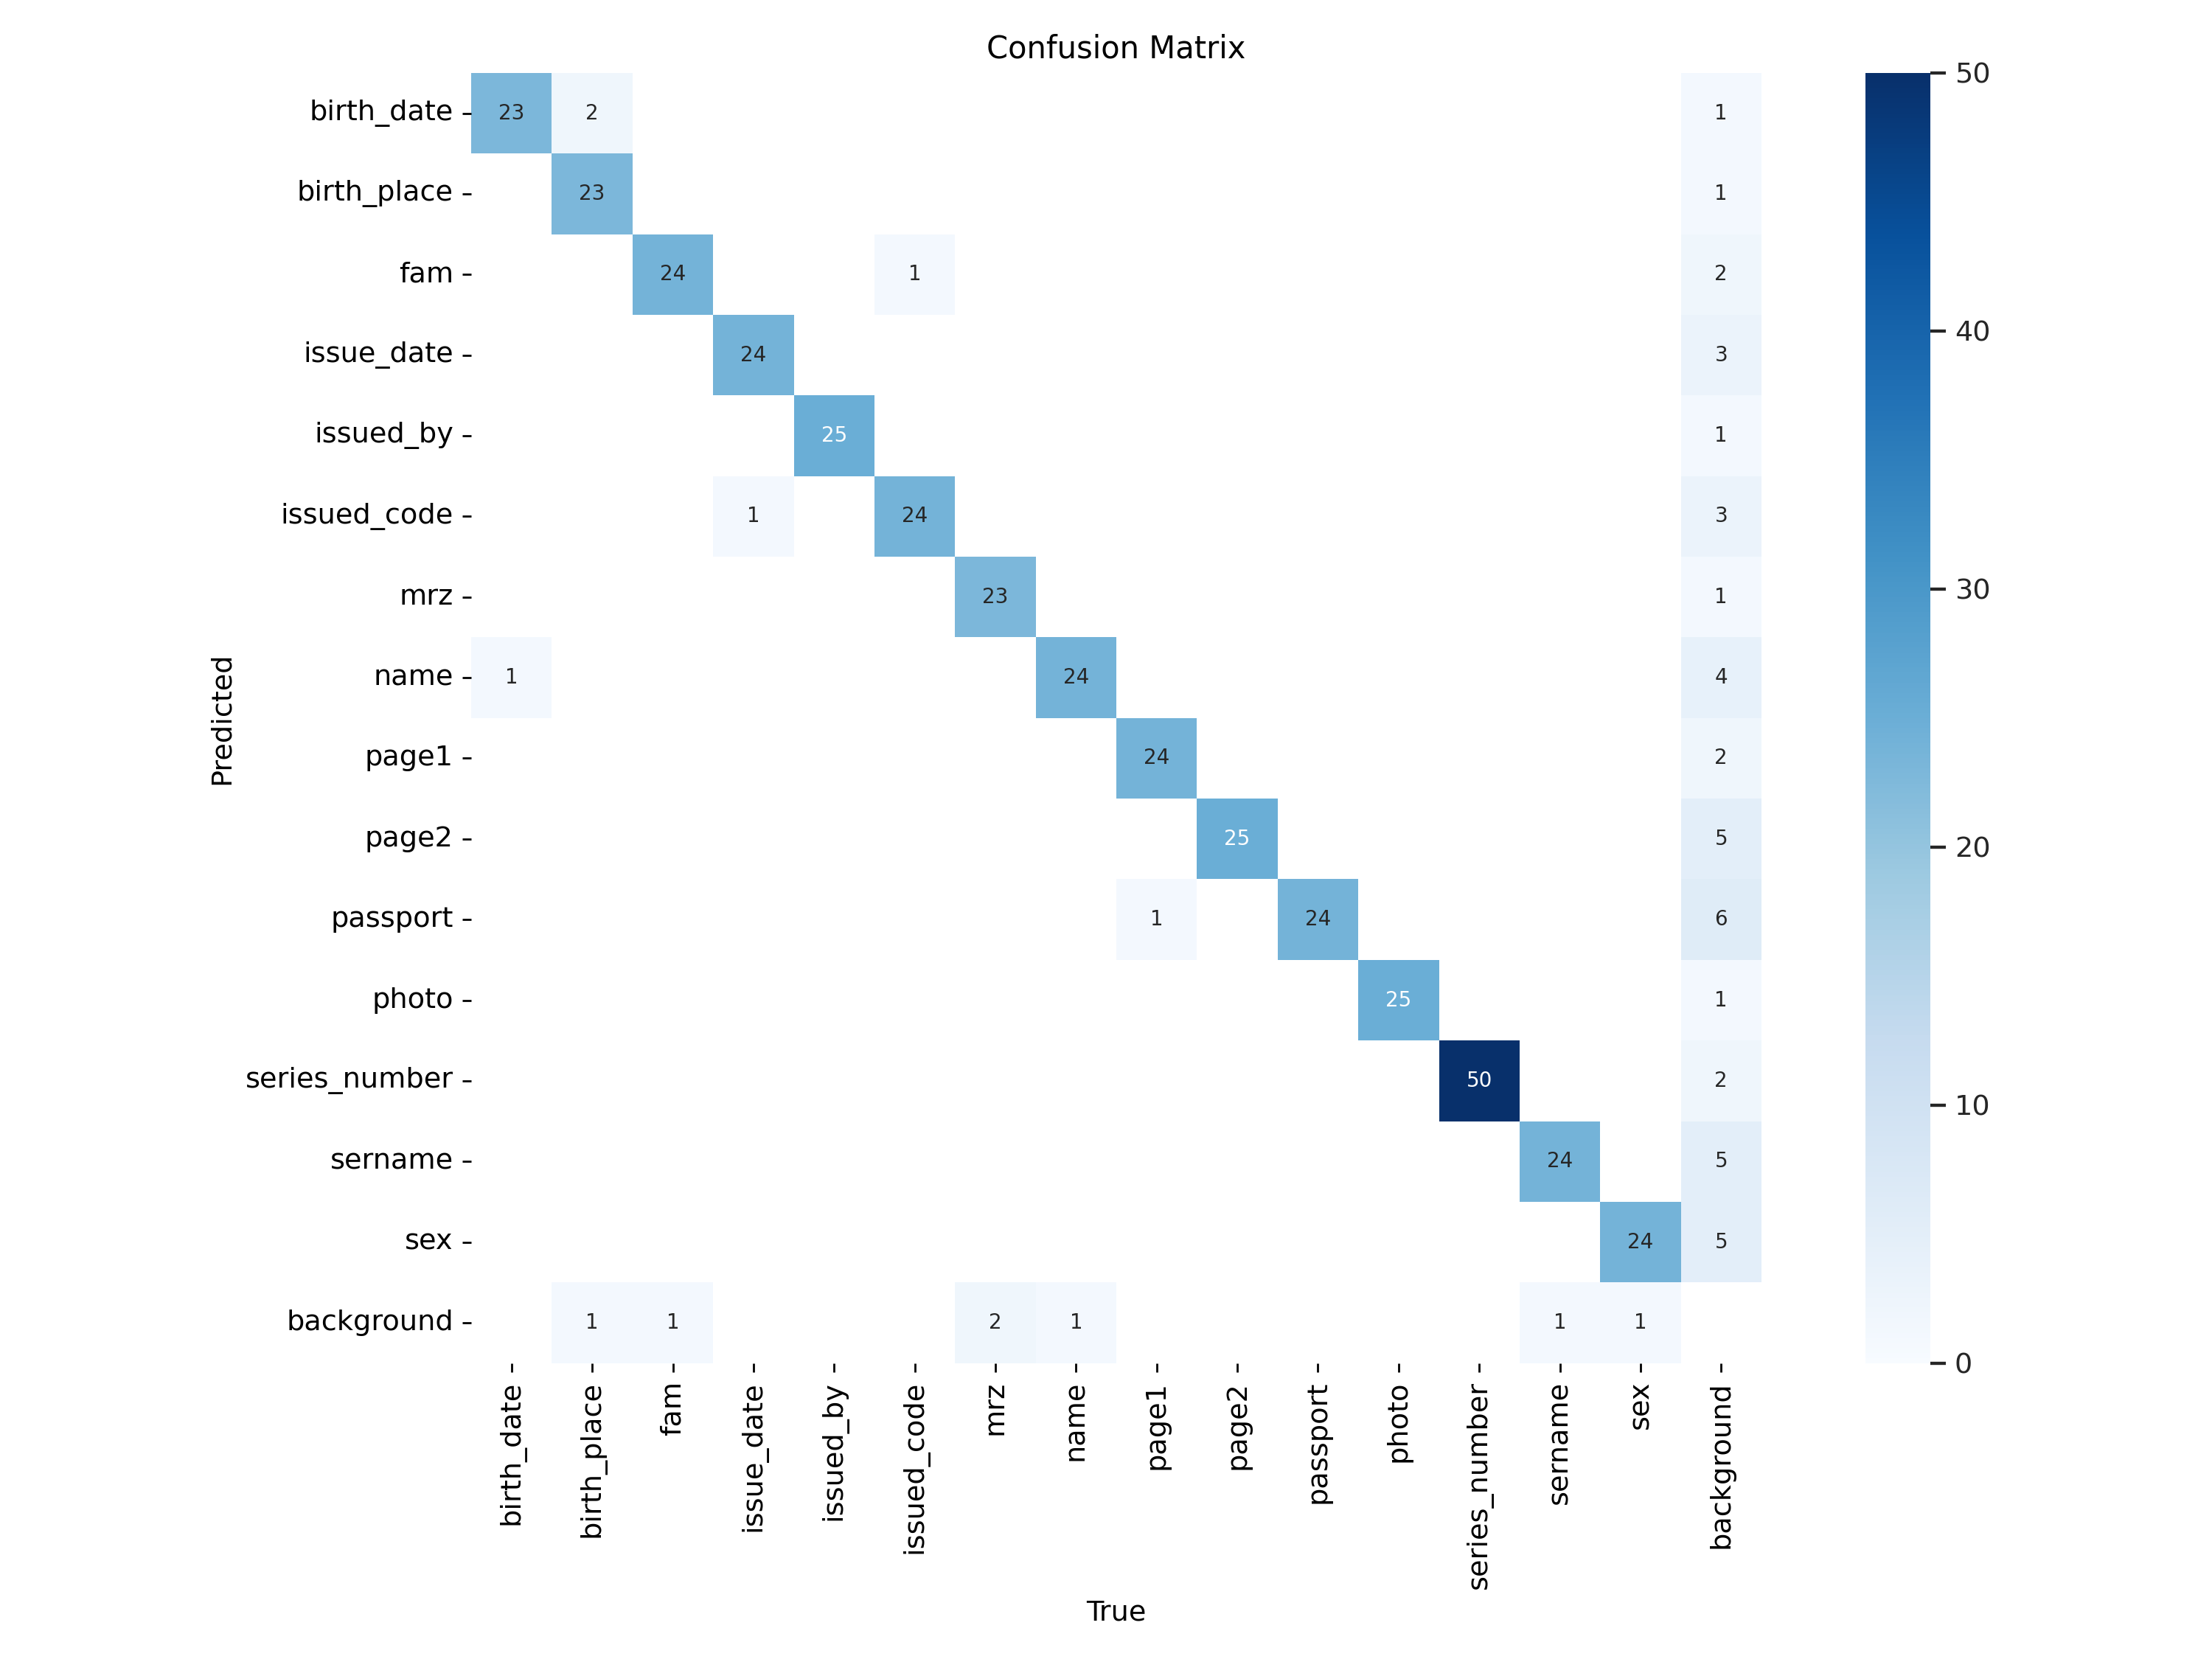 Confusion Matrix
birth_date 23 2 1
birth_place 23 1
fam 24 1 2
issue_date 24 3
issued_by 25 1
issued_code 1 24 3
mrz 23 1
name 1 24 4
page1 24 2
page2 25 5
passport 1 24 6
photo 25 1
series_number 50 2
sername 24 5
sex 24 5
background 1 1 2 1 1 1
Predicted
birth_date birth_place fam issue_date issued_by issued_code mrz name page1 page2 passport photo series_number sername sex background
True
50
40
30
20
10
0